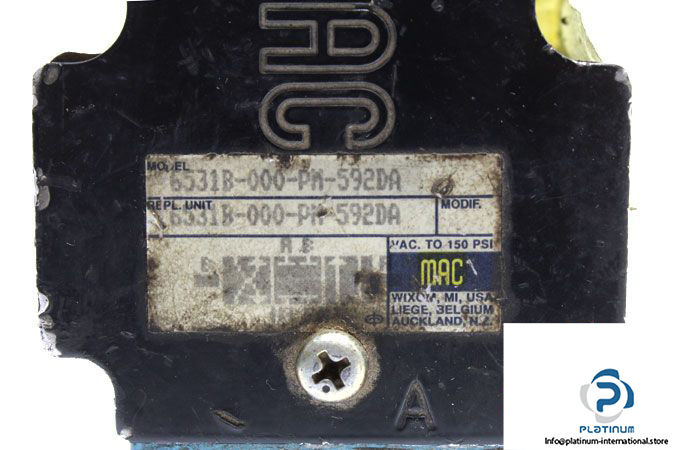 MAC
MODEL
6531B-000-PM-592DA
REPL. UNIT
6531B-000-PM-592DA
MODIF.
A B
VAC. TO 150 PSI
MAC
WIXOM, MI, USA
LIEGE, BELGIUM
AUCKLAND, N.Z.
A
PLATINUM
info@platinum-international.store